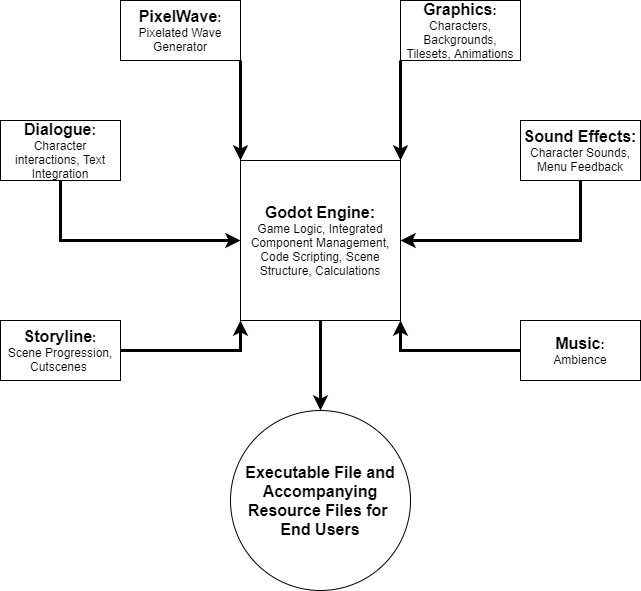 PixelWave:
Pixelated Wave
Generator
Graphics:
Characters,
Backgrounds,
Tilesets, Animations
Dialogue:
Character
interactions, Text
Integration
Sound Effects:
Character Sounds,
Menu Feedback
Godot Engine:
Game Logic, Integrated
Component Management,
Code Scripting, Scene
Structure, Calculations
Storyline:
Scene Progression,
Cutscenes
Music:
Ambience
Executable File and
Accompanying
Resource Files for
End Users